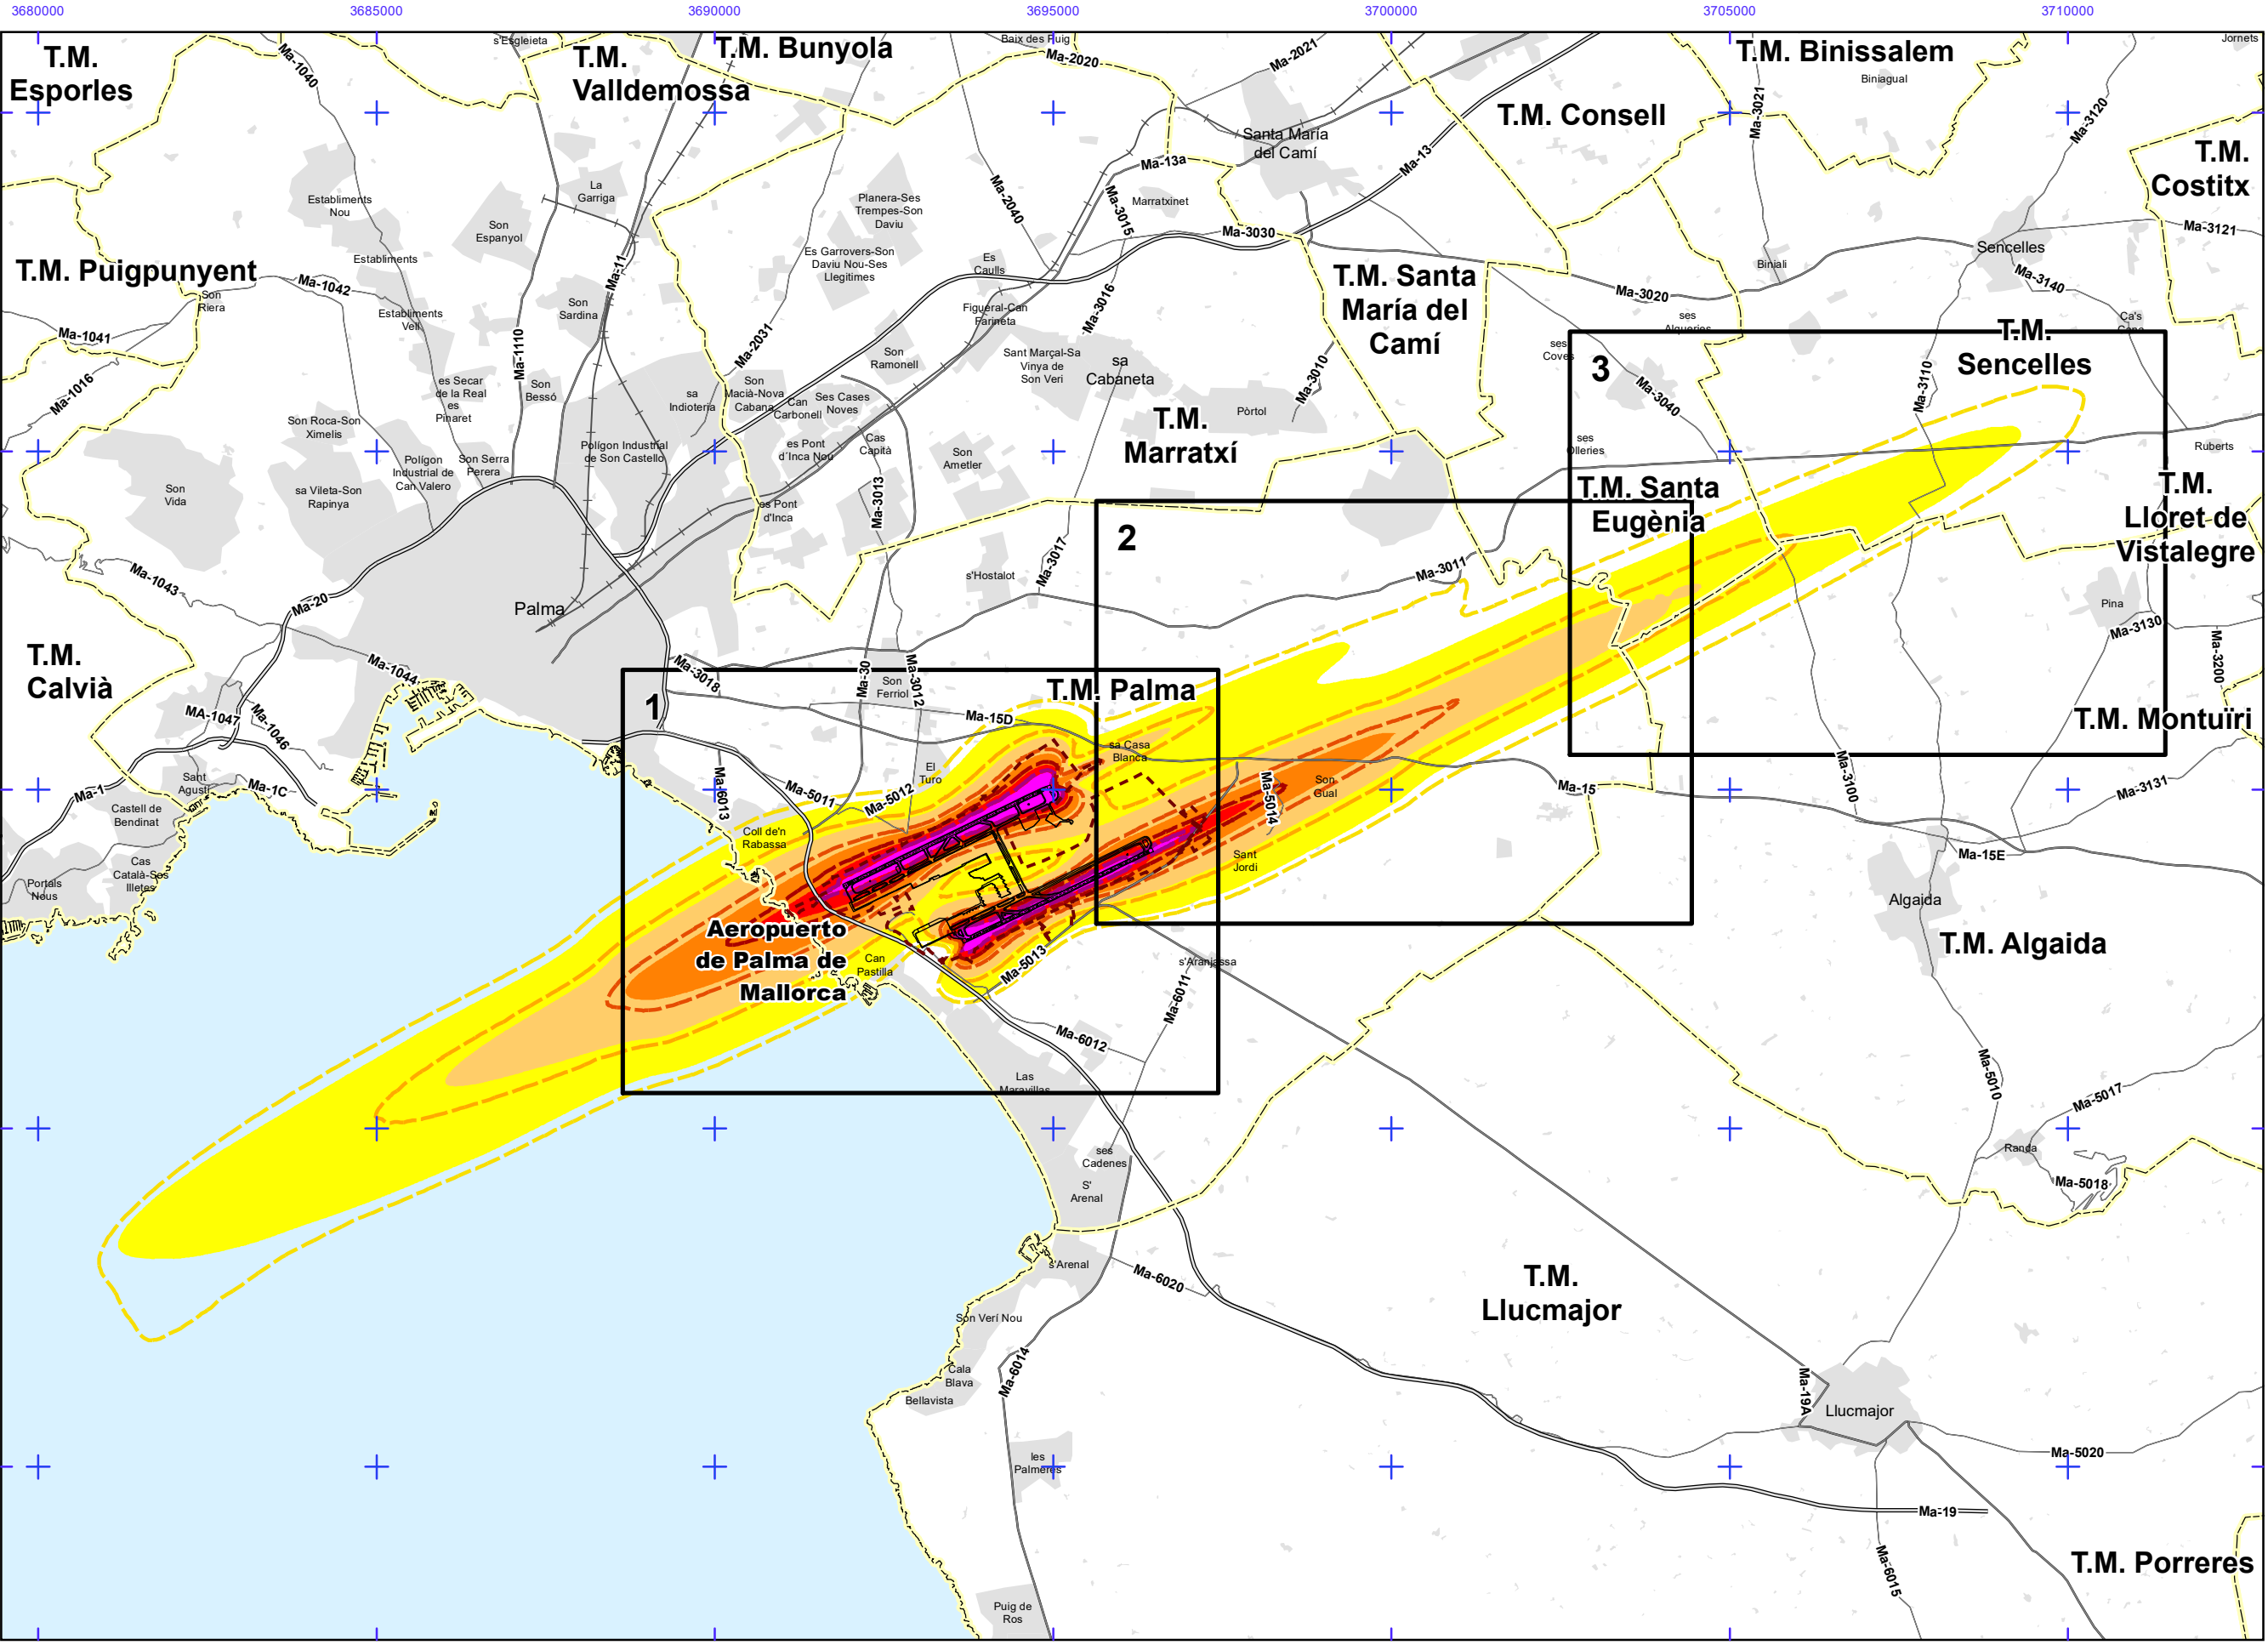 3680000
3685000
3690000
3695000
3700000
3705000
3710000
T.M.
Esporles
Ma-1040
s'Esgleieta
T.M.
Valldemossa
T.M. Bunyola
Baix des Puig
Ma-2020
Ma-2021
T.M. Binissalem
Biniagual
Jornets
T.M. Consell
Ma-3021
Ma-3120
T.M.
Costitx
Santa María
del Camí
Ma-13
Ma-13a
Marratxinet
Ma-2040
Ma-3015
Ma-3030
La
Garriga
Establiments
Nou
Son
Espanyol
Planera-Ses
Trempes-Son
Daviu
Es Garrovers-Son
Daviu Nou-Ses
Llegítimes
Es
Caulls
Establiments
T.M. Puigpunyent
Ma-1042
Ma-11
Son
Riera
Son
Sardina
Establiments
Vell
Figueral-Can
Farineta
Ma-3016
T.M. Santa
María del
Camí
Ma-3121
Sencelles
Biniali
Ma-3140
Ma-3020
ses
Alqueries
Ca's
Cana
Ma-1041
Ma-1016
Ma-1110
Ma-2031
Son
Ramonell
Sant Marçal-Sa
Vinya de
Son Verí
sa
Cabaneta
Ma-3010
ses
Coves
3
Ma-3040
Ma-3110
T.M.
Sencelles
es Secar
de la Real
es
Pinaret
Son
Bessó
sa
Indioteria
Son
Macià-Nova
Cabana
Can
Carbonell
Ses Cases
Noves
Pòrtol
T.M.
Marratxí
Son Roca-Son
Ximelis
Polígon Industrial
de Son Castello
es Pont
d'Inca Nou
Cas
Capità
Son
Ametler
ses
Olleries
Ruberts
Polígon
Industrial de
Can Valero
Son Serra
Perera
Son
Vida
sa Vileta-Son
Rapinya
Ma-3013
es Pont
d'Inca
T.M. Santa
Eugènia
T.M.
Lloret de
Vistalegre
2
Ma-3017
s'Hostalot
Ma-3011
Ma-1043
Ma-20
Palma
Pina
Ma-3130
Ma-3200
T.M.
Calvià
Ma-1044
Ma-3018
Ma-30
Ma-3012
Son
Ferriol
T.M. Palma
1
Ma-15D
T.M. Montuïri
MA-1047
Ma-1046
sa Casa
Blanca
Sant
Agustí
Ma-1C
Ma-1
El
Turo
Ma-6013
Ma-5011
Ma-5012
Ma-5014
Son
Gual
Ma-15
Ma-3100
Ma-3131
Castell de
Bendinat
Coll de'n
Rabassa
Sant
Jordi
Ma-15E
Cas
Català-Ses
Illetes
Portals
Nous
Algaida
Aeropuerto
de Palma de
Mallorca
Can
Pastilla
Ma-5013
s'Aranjassa
T.M. Algaida
Ma-6011
Ma-6012
Las
Maravillas
Ma-5010
Ma-5017
Randa
Ma-5018
ses
Cadenes
S'
Arenal
s'Arenal
Ma-6020
T.M.
Llucmajor
Son Verí Nou
Ma-6014
Cala
Blava
Bellavista
Ma-19A
Llucmajor
les
Palmeres
Ma-5020
Ma-19
Ma-6015
T.M. Porreres
Puig de
Ros